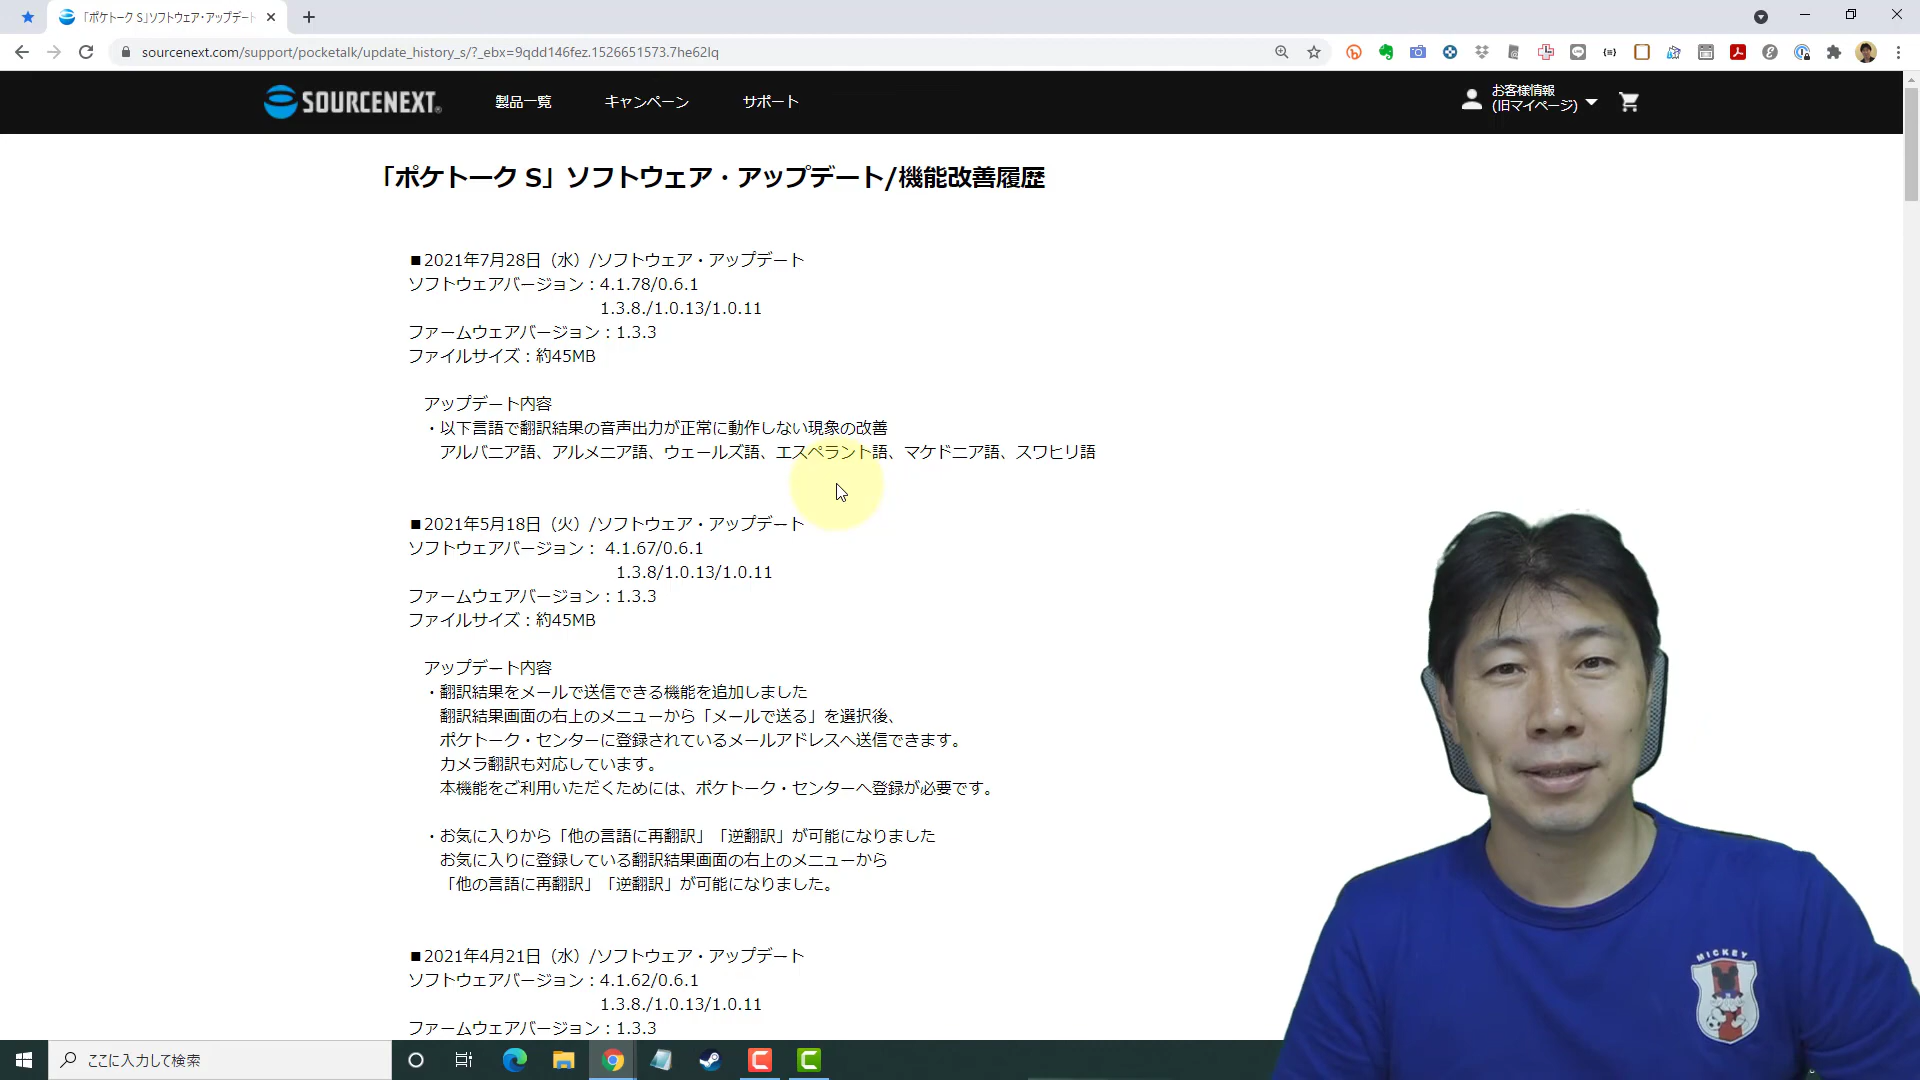 「ポケトーク S」ソフトウェア・アップデート
sourcenext.com/support/pocketalk/update_history_s/?_ebx=9qdd146fez.1526651573.7he62lq
SOURCENEXT
製品一覧
キャンペーン
サポート
お客様情報
(旧マイページ)
「ポケトーク S」ソフトウェア・アップデート/機能改善履歴
■2021年7月28日（水）/ソフトウェア・アップデート
ソフトウェアバージョン：4.1.78/0.6.1
1.3.8./1.0.13/1.0.11
ファームウェアバージョン：1.3.3
ファイルサイズ：約45MB
アップデート内容
・以下言語で翻訳結果の音声出力が正常に動作しない現象の改善
アルバニア語、アルメニア語、ウェールズ語、エスペラント語、マケドニア語、スワヒリ語
■2021年5月18日（火）/ソフトウェア・アップデート
ソフトウェアバージョン： 4.1.67/0.6.1
1.3.8/1.0.13/1.0.11
ファームウェアバージョン：1.3.3
ファイルサイズ：約45MB
アップデート内容
・翻訳結果をメールで送信できる機能を追加しました
翻訳結果画面の右上のメニューから「メールで送る」を選択後、
ポケトーク・センターに登録されているメールアドレスへ送信できます。
カメラ翻訳も対応しています。
本機能をご利用いただくためには、ポケトーク・センターへ登録が必要です。
・お気に入りから「他の言語に再翻訳」「逆翻訳」が可能になりました
お気に入りに登録している翻訳結果画面の右上のメニューから
「他の言語に再翻訳」「逆翻訳」が可能になりました。
■2021年4月21日（水）/ソフトウェア・アップデート
ソフトウェアバージョン：4.1.62/0.6.1
1.3.8./1.0.13/1.0.11
ファームウェアバージョン：1.3.3
MICKEY
ここに入力して検索